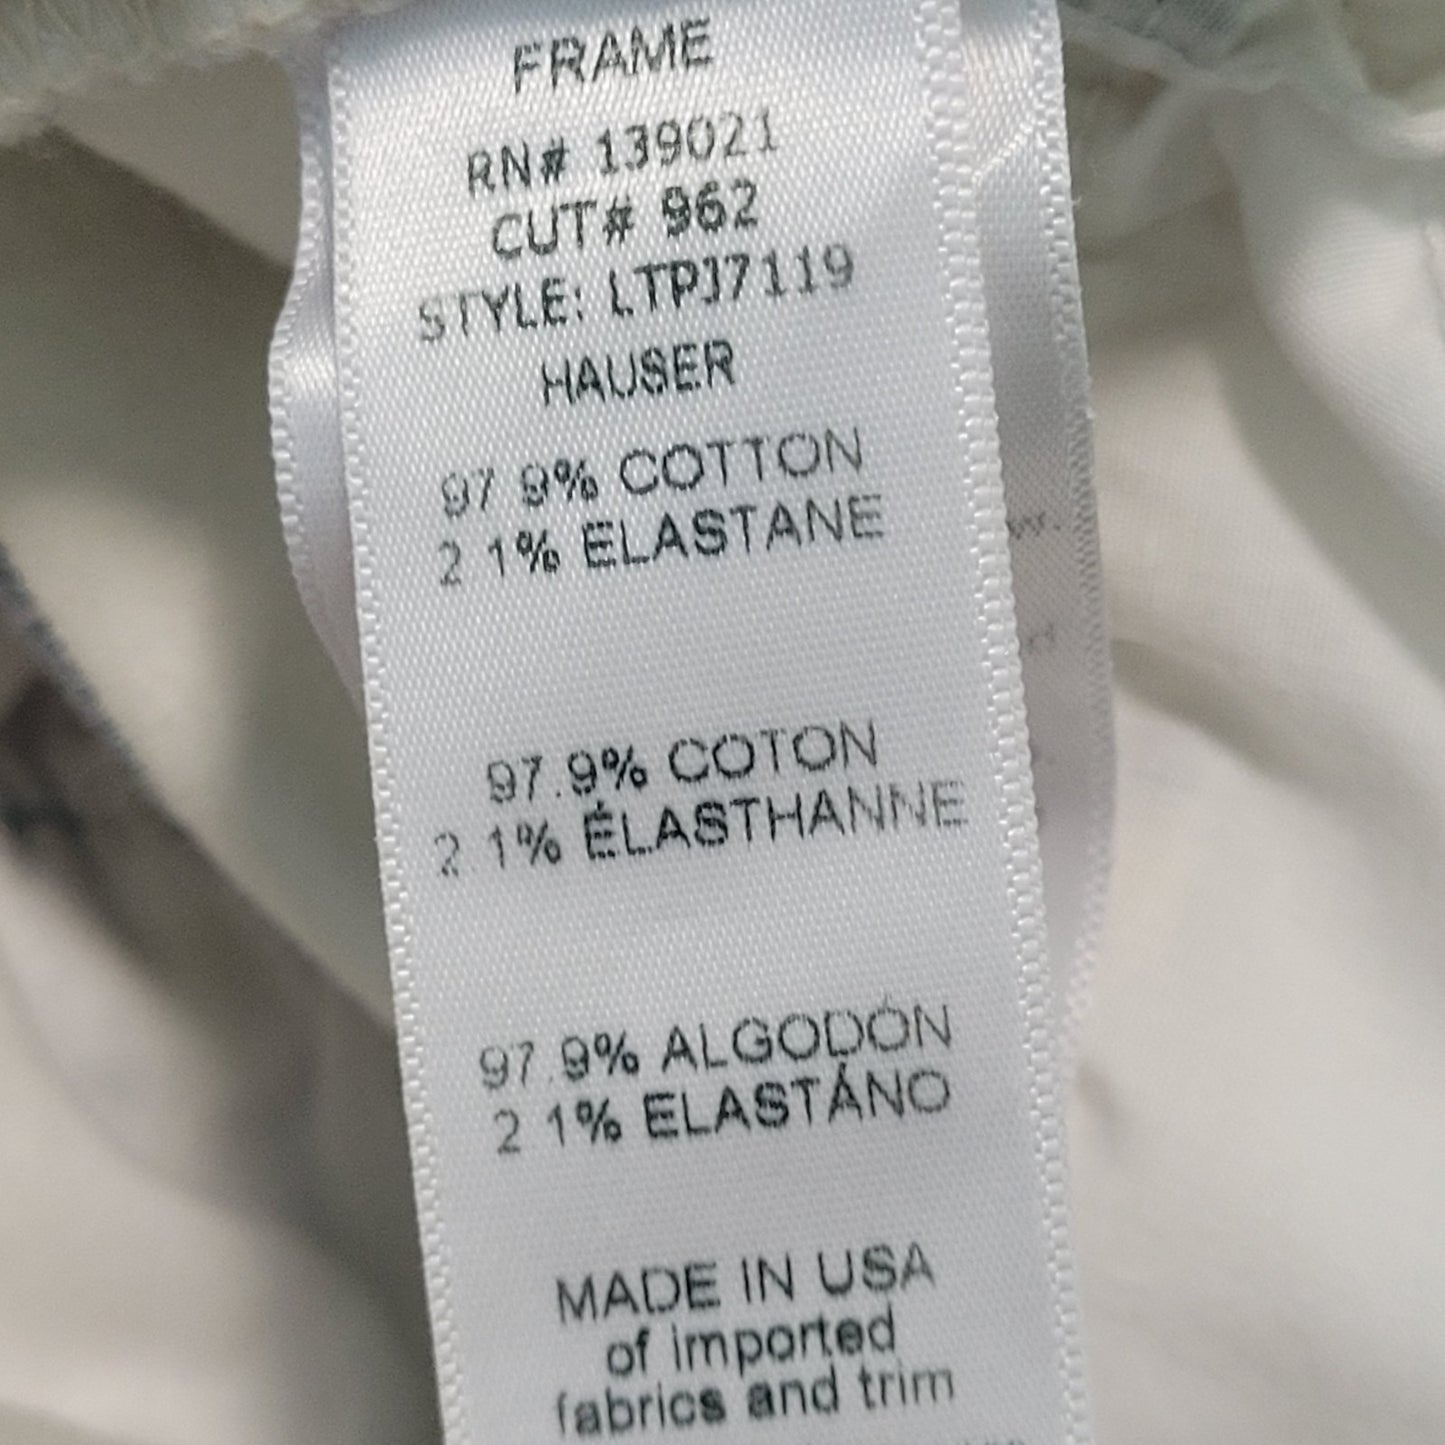 FRAME
RN# 139021
CUT# 962
STYLE: LTPJ7119
HAUSER
97 9% COTTON
2 1% ELASTANE
97.9% COTON
2 1% ÉLASTHANNE
97.9% ALGODÓN
2 1% ELASTÁNO
MADE IN USA
of imported
fabrics and trim